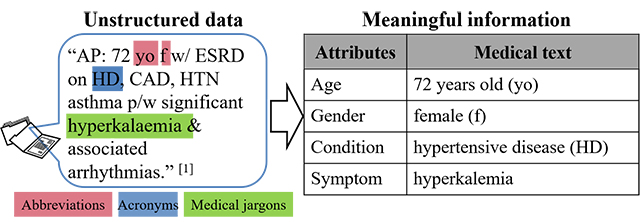 Unstructured data
“AP: 72 yo f w/ ESRD
on HD, CAD, HTN
asthma p/w significant
hyperkalaemia &
associated
arrhythmias.” [1]
Abbreviations Acronyms Medical jargons
Meaningful information
Attributes Medical text
Age 72 years old (yo)
Gender female (f)
Condition hypertensive disease (HD)
Symptom hyperkalemia